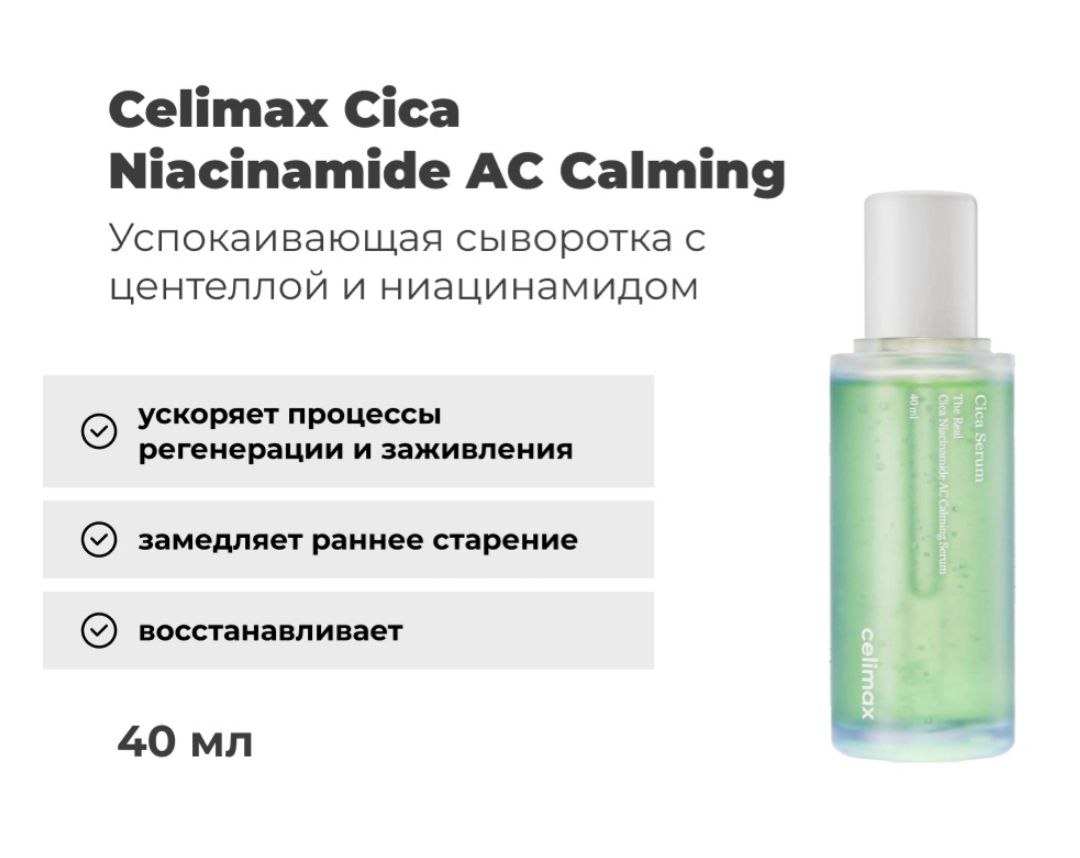 Celimax Cica
Niacinamide AC Calming
Успокаивающая сыворотка с
центеллой и ниацинамидом
ускоряет процессы
регенерации и заживления
замедляет раннее старение
восстанавливает
40 мл
Cica Serum
The Real
Cica Niacinamide AC Calming Serum
40 ml
celimax